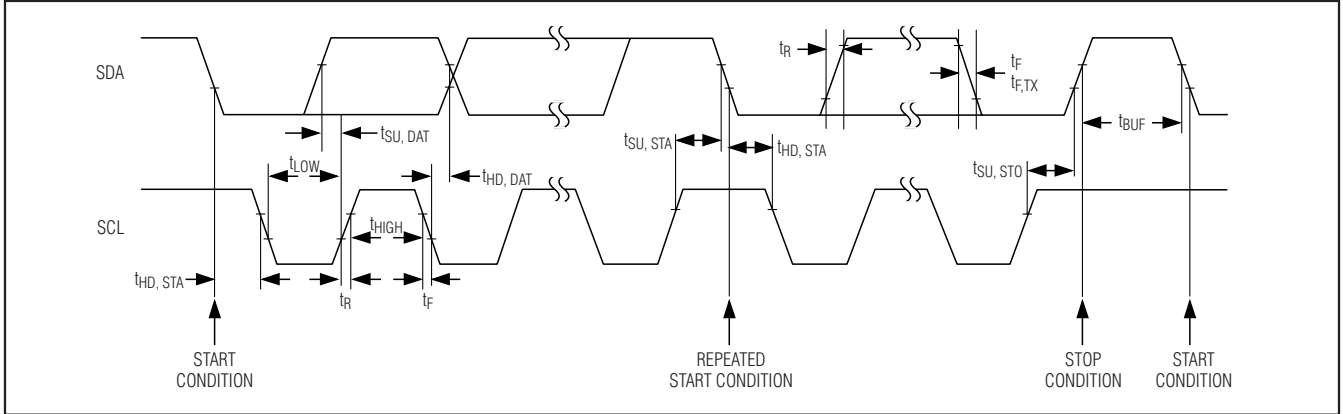 SDA
tR
tF
tF,TX
tSU, DAT
tBUF
tLOW
tSU, STA
tHD, STA
tHD, DAT
tSU, STO
SCL
tHIGH
tHD, STA
tR
tF
START
CONDITION
REPEATED
START CONDITION
STOP
CONDITION
START
CONDITION